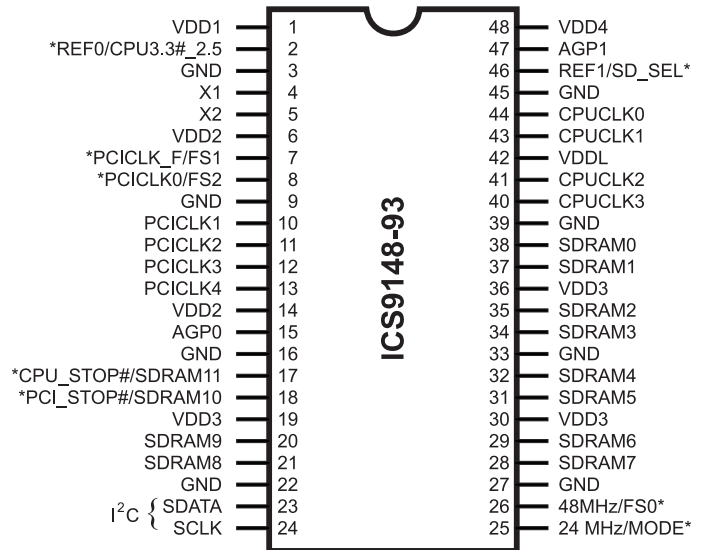 VDD1 1 48 VDD4
*REF0/CPU3.3#_2.5 2 47 AGP1
GND 3 46 REF1/SD_SEL*
X1 4 45 GND
X2 5 44 CPUCLK0
VDD2 6 43 CPUCLK1
*PCICLK_F/FS1 7 42 VDDL
*PCICLK0/FS2 8 41 CPUCLK2
GND 9 40 CPUCLK3
PCICLK1 10 39 GND
PCICLK2 11 38 SDRAM0
PCICLK3 12 37 SDRAM1
PCICLK4 13 36 VDD3
VDD2 14 35 SDRAM2
AGP0 15 34 SDRAM3
GND 16 33 GND
*CPU_STOP#/SDRAM11 17 32 SDRAM4
*PCI_STOP#/SDRAM10 18 31 SDRAM5
VDD3 19 30 VDD3
SDRAM9 20 29 SDRAM6
SDRAM8 21 28 SDRAM7
GND 22 27 GND
I²C { SDATA 23 26 48MHz/FS0*
SCLK 24 25 24 MHz/MODE*
ICS9148-93